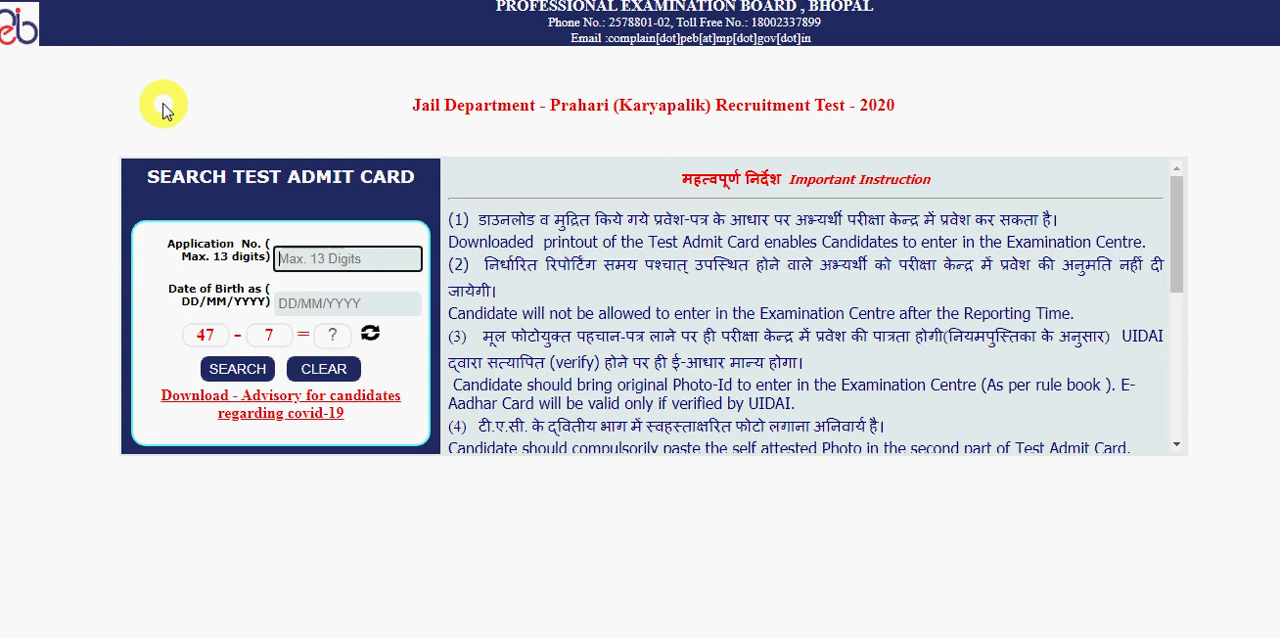 PROFESSIONAL EXAMINATION BOARD , BHOPAL
Phone No.: 2578801-02, Toll Free No.: 18002337899
Email :complain[dot]peb[at]mp[dot]gov[dot]in
Jail Department - Prahari (Karyapalik) Recruitment Test - 2020
SEARCH TEST ADMIT CARD
Application No. (
Max. 13 digits)
Max. 13 Digits
Date of Birth as (
DD/MM/YYYY)
DD/MM/YYYY
47 - 7 = ?
SEARCH CLEAR
Download - Advisory for candidates
regarding covid-19
महत्वपूर्ण निर्देश Important Instruction
(1) डाउनलोड व मुद्रित किये गये प्रवेश-पत्र के आधार पर अभ्यर्थी परीक्षा केन्द्र में प्रवेश कर सकता है।
Downloaded printout of the Test Admit Card enables Candidates to enter in the Examination Centre.
(2) निर्धारित रिपोर्टिंग समय पश्चात् उपस्थित होने वाले अभ्यर्थी को परीक्षा केन्द्र में प्रवेश की अनुमति नहीं दी
जायेगी।
Candidate will not be allowed to enter in the Examination Centre after the Reporting Time.
(3) मूल फोटोयुक्त पहचान-पत्र लाने पर ही परीक्षा केन्द्र में प्रवेश की पात्रता होगी(नियमपुस्तिका के अनुसार) UIDAI
द्वारा सत्यापित (verify) होने पर ही ई-आधार मान्य होगा।
Candidate should bring original Photo-Id to enter in the Examination Centre (As per rule book ). E-
Aadhar Card will be valid only if verified by UIDAI.
(4) टी.ए.सी. के द्वितीय भाग में स्वहस्ताक्षरित फोटो लगाना अनिवार्य है।
Candidate should compulsorily paste the self attested Photo in the second part of Test Admit Card.